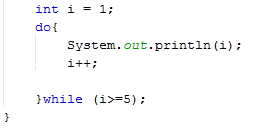 int i = 1;
do{
System.out.println(i);
i++;
}while (i>=5);
}